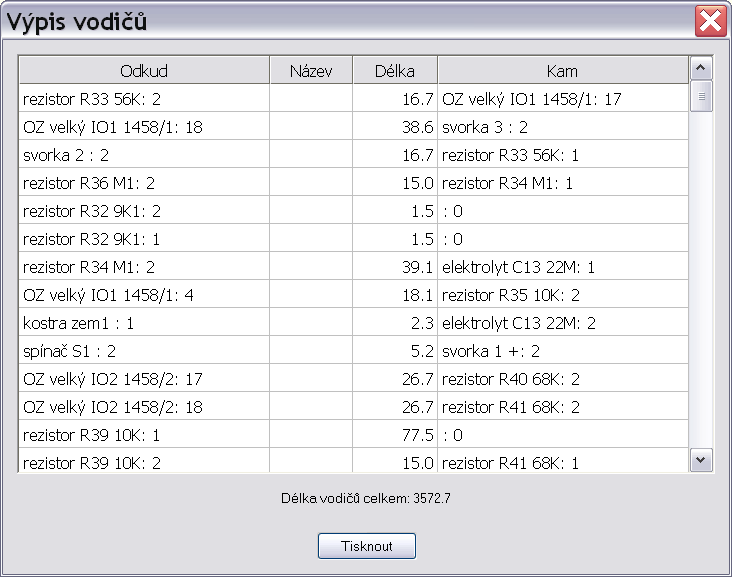 Výpis vodičů
Odkud Název Délka Kam
rezistor R33 56K: 2 16.7 OZ velký IO1 1458/1: 17
OZ velký IO1 1458/1: 18 38.6 svorka 3 : 2
svorka 2 : 2 16.7 rezistor R33 56K: 1
rezistor R36 M1: 2 15.0 rezistor R34 M1: 1
rezistor R32 9K1: 2 1.5 : 0
rezistor R32 9K1: 1 1.5 : 0
rezistor R34 M1: 2 39.1 elektrolyt C13 22M: 1
OZ velký IO1 1458/1: 4 18.1 rezistor R35 10K: 2
kostra zem1 : 1 2.3 elektrolyt C13 22M: 2
spínač S1 : 2 5.2 svorka 1 +: 2
OZ velký IO2 1458/2: 17 26.7 rezistor R40 68K: 2
OZ velký IO2 1458/2: 18 26.7 rezistor R41 68K: 2
rezistor R39 10K: 1 77.5 : 0
rezistor R39 10K: 2 15.0 rezistor R41 68K: 1
Délka vodičů celkem: 3572.7
Tisknout